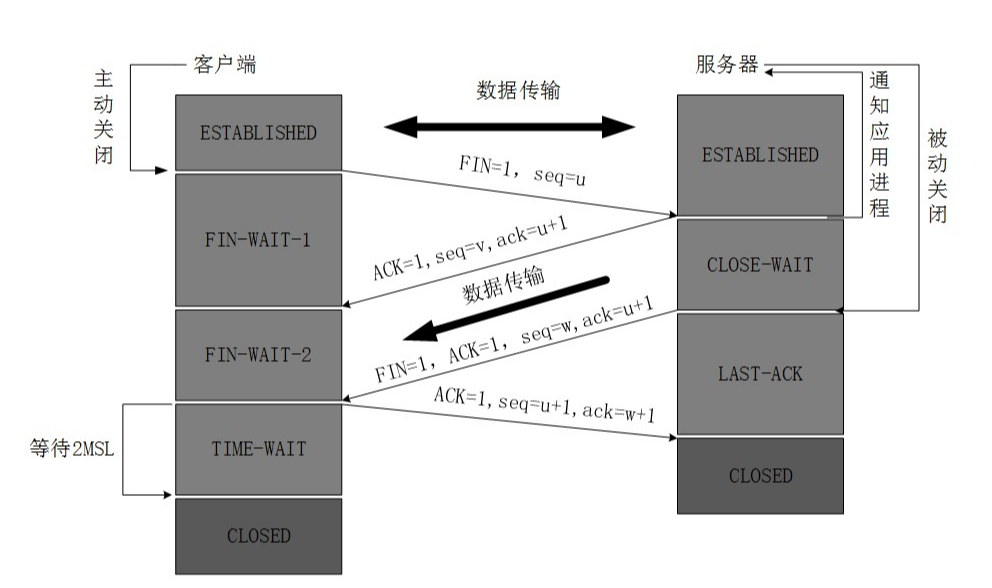 客户端
服务器
主动关闭
数据传输
通知应用进程
被动关闭
ESTABLISHED
ESTABLISHED
FIN=1, seq=u
FIN-WAIT-1
ACK=1,seq=v,ack=u+1
CLOSE-WAIT
数据传输
FIN-WAIT-2
FIN=1, ACK=1, seq=w,ack=u+1
LAST-ACK
ACK=1,seq=u+1,ack=w+1
等待2MSL
TIME-WAIT
CLOSED
CLOSED